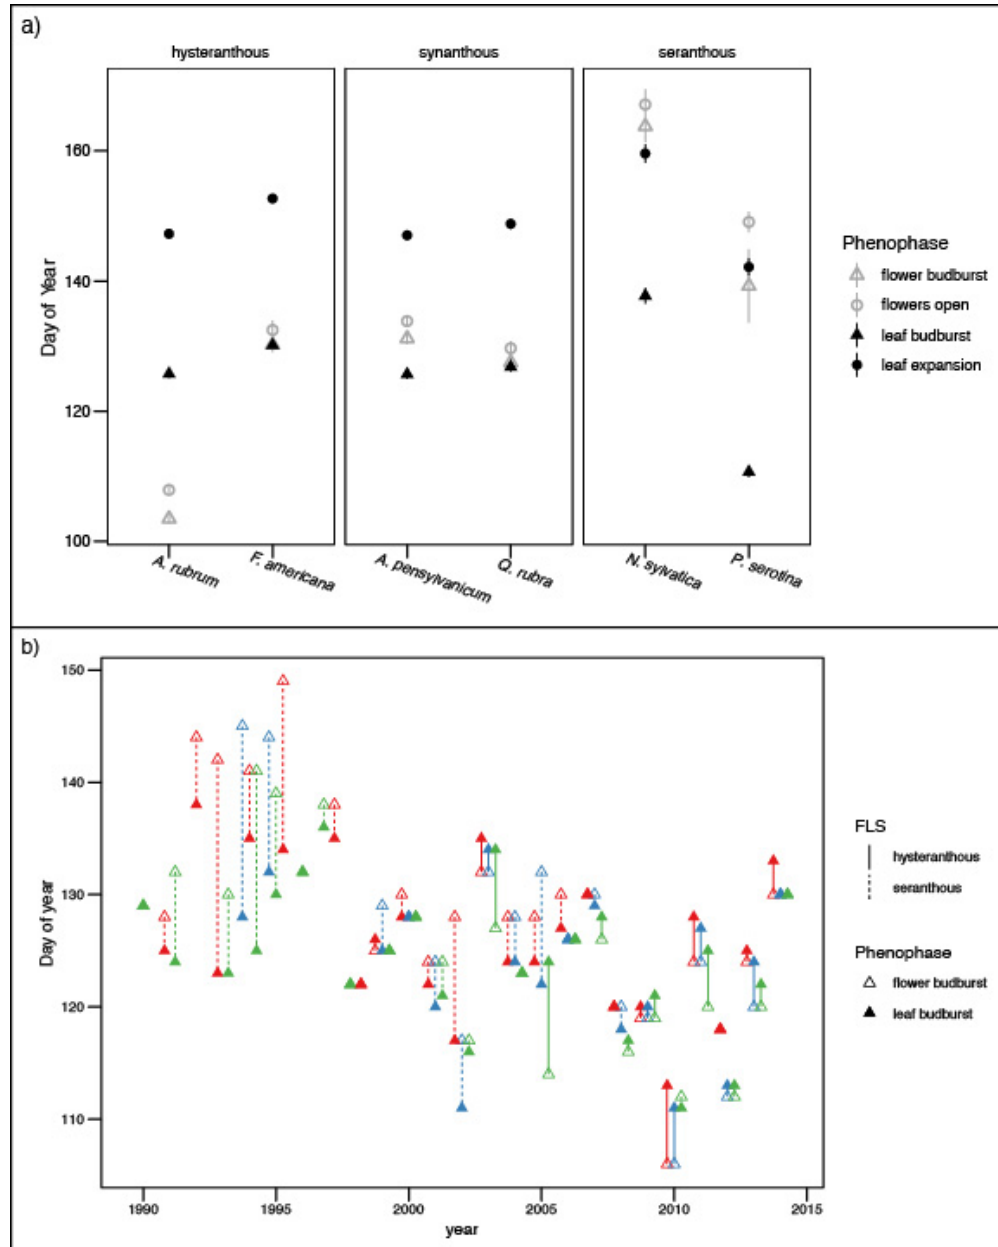 a)
hysteranthous synanthous seranthous
160
140
120
100
Day of Year
A. rubrum F. americana A. pensylvanicum Q. rubra N. sylvatica P. serotina
Phenophase
flower budburst
flowers open
leaf budburst
leaf expansion
b)
150
140
130
120
110
Day of year
1990 1995 2000 2005 2010 2015
year
FLS
hysteranthous
seranthous
Phenophase
flower budburst
leaf budburst